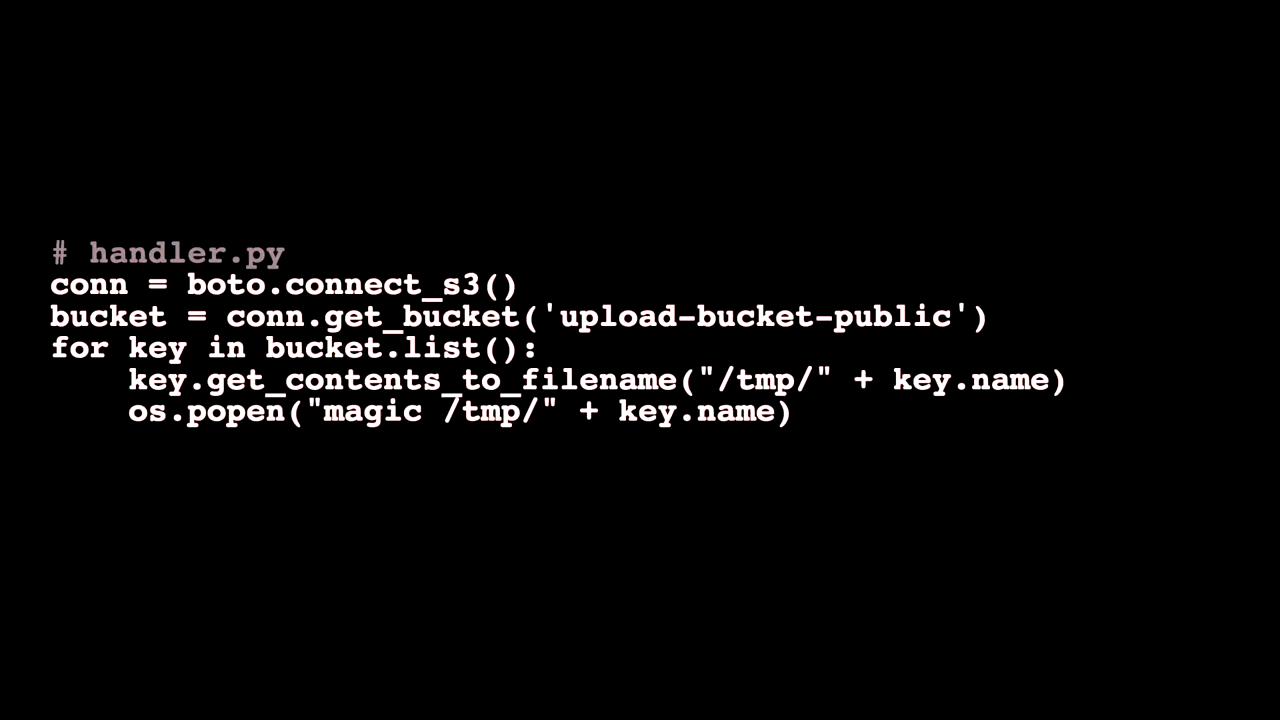 # handler.py
conn = boto.connect_s3()
bucket = conn.get_bucket('upload-bucket-public')
for key in bucket.list():
    key.get_contents_to_filename("/tmp/" + key.name)
    os.popen("magic /tmp/" + key.name)